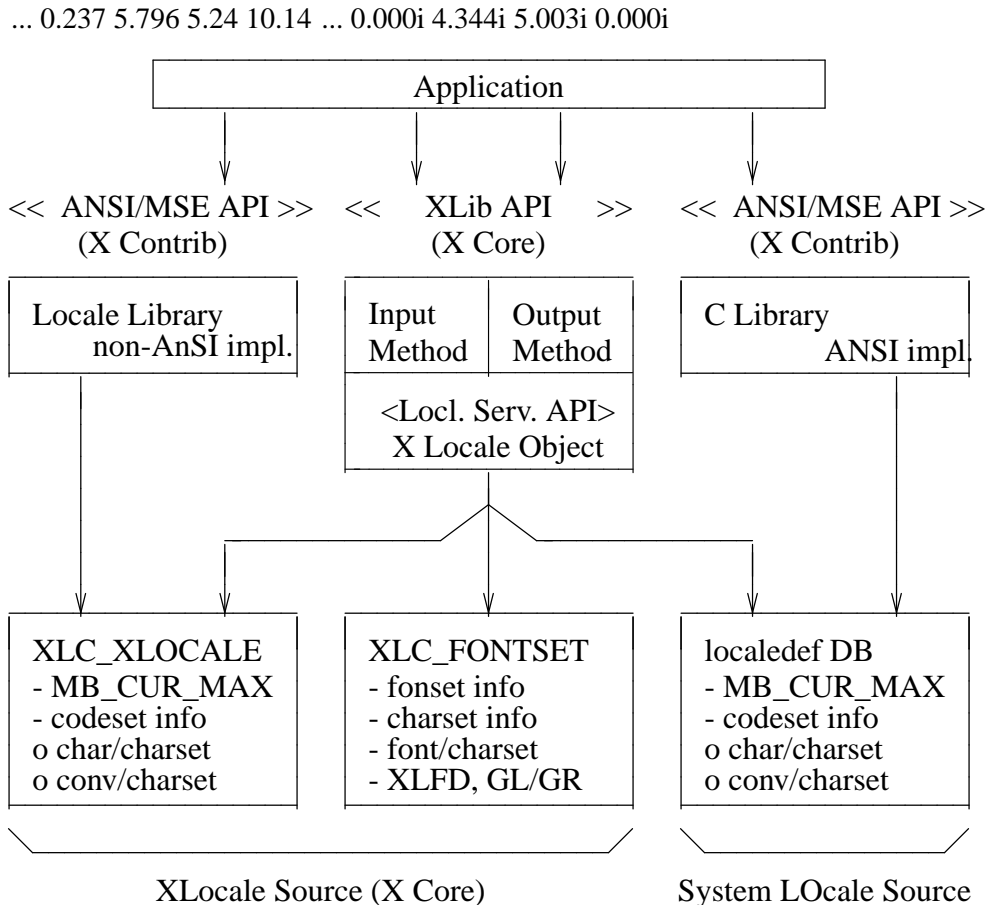 ... 0.237 5.796 5.24 10.14 ... 0.000i 4.344i 5.003i 0.000i
Application
<< ANSI/MSE API >> << XLib API >> << ANSI/MSE API >>
(X Contrib) (X Core) (X Contrib)
Locale Library
non-AnSI impl.
Input
Method
Output
Method
C Library
ANSI impl.
<Locl. Serv. API>
X Locale Object
XLC_XLOCALE
- MB_CUR_MAX
- codeset info
o char/charset
o conv/charset
XLC_FONTSET
- fonset info
- charset info
- font/charset
- XLFD, GL/GR
localedef DB
- MB_CUR_MAX
- codeset info
o char/charset
o conv/charset
XLocale Source (X Core)
System LOcale Source